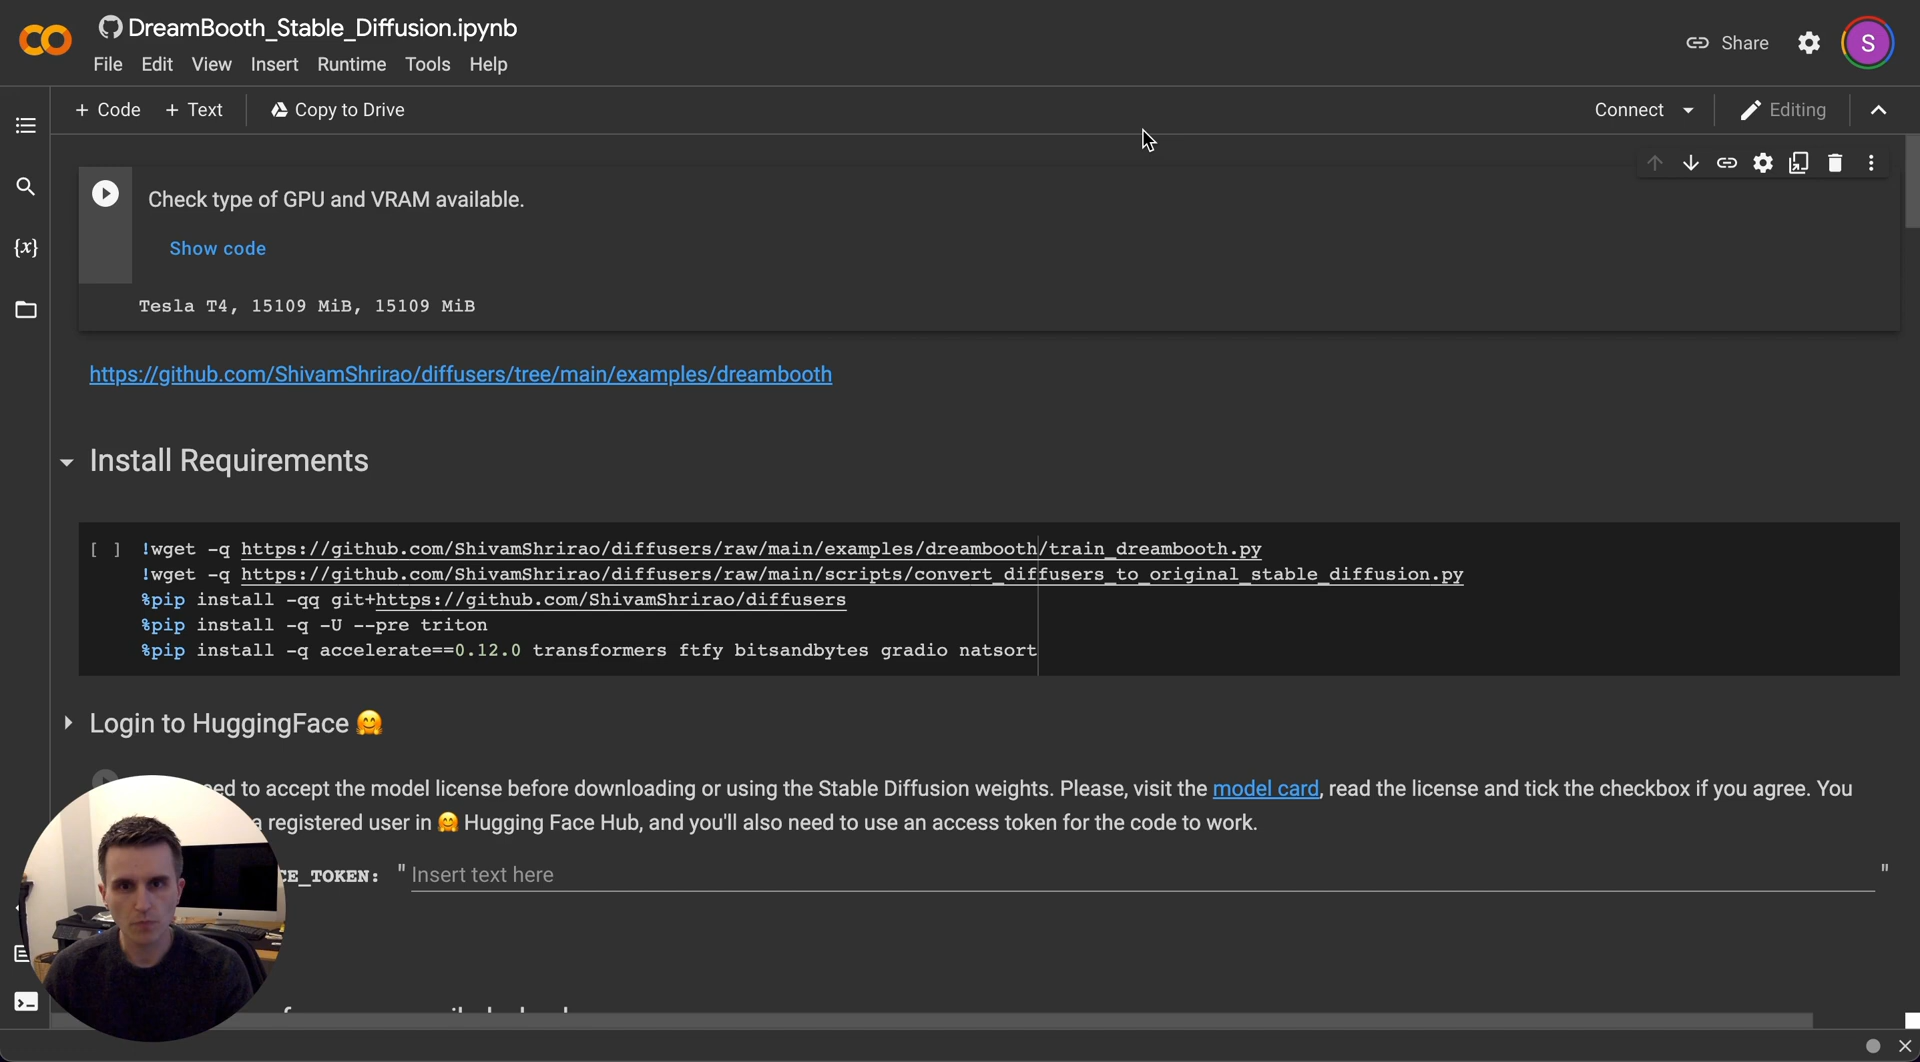 DreamBooth_Stable_Diffusion.ipynb
Share
S
File Edit View Insert Runtime Tools Help
+ Code + Text Copy to Drive
Connect
Editing
Check type of GPU and VRAM available.
Show code
{x}
Tesla T4, 15109 MiB, 15109 MiB
https://github.com/ShivamShrirao/diffusers/tree/main/examples/dreambooth
Install Requirements
[ ] !wget -q https://github.com/ShivamShrirao/diffusers/raw/main/examples/dreambooth/train_dreambooth.py
!wget -q https://github.com/ShivamShrirao/diffusers/raw/main/scripts/convert_diffusers_to_original_stable_diffusion.py
%pip install -qq git+https://github.com/ShivamShrirao/diffusers
%pip install -q -U --pre triton
%pip install -q accelerate==0.12.0 transformers ftfy bitsandbytes gradio natsort
Login to HuggingFace 🤗
to accept the model license before downloading or using the Stable Diffusion weights. Please, visit the model card, read the license and tick the checkbox if you agree. You
a registered user in 🤗 Hugging Face Hub, and you'll also need to use an access token for the code to work.
CE_TOKEN: " Insert text here "